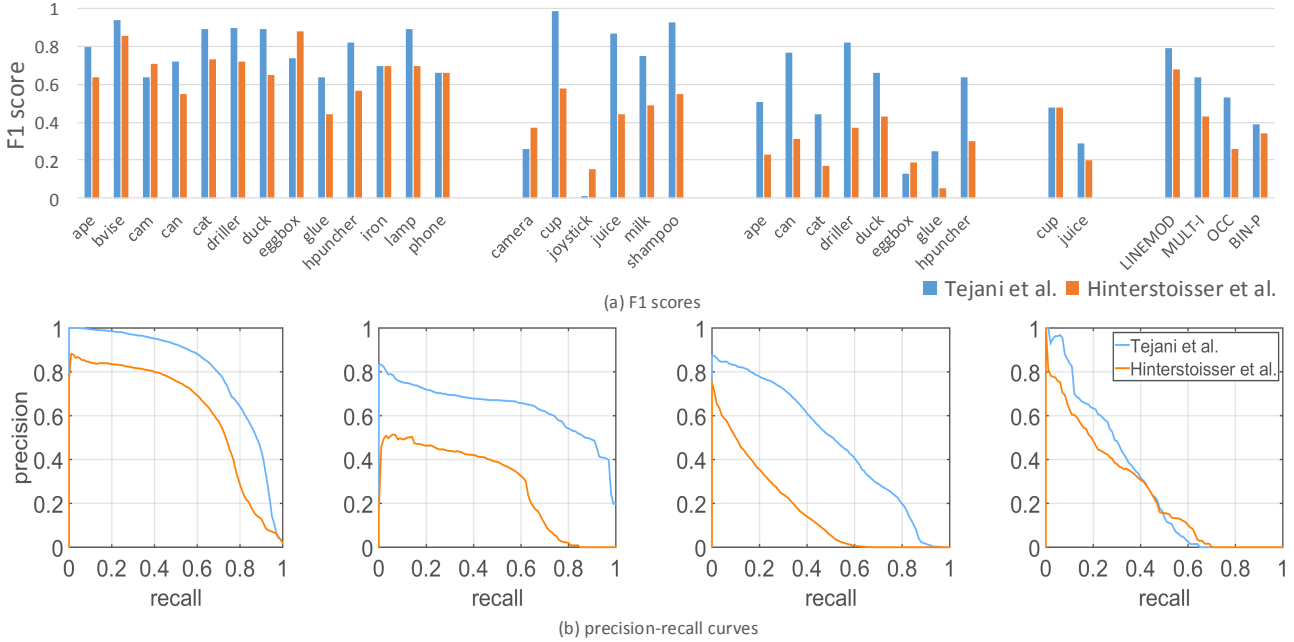 F1 score
1
0.8
0.6
0.4
0.2
0
ape bvise cam can cat driller duck eggbox glue hpuncher iron lamp phone camera cup joystick juice milk shampoo ape can cat driller duck eggbox glue hpuncher cup juice LINEMOD MULT-I OCC BIN-P
Tejani et al. Hinterstoisser et al.
(a) F1 scores
precision
1
0.8
0.6
0.4
0.2
0
0 0.2 0.4 0.6 0.8 1
recall
1
0.8
0.6
0.4
0.2
0
0 0.2 0.4 0.6 0.8 1
recall
1
0.8
0.6
0.4
0.2
0
0 0.2 0.4 0.6 0.8 1
recall
Tejani et al.
Hinterstoisser et al.
1
0.8
0.6
0.4
0.2
0
0 0.2 0.4 0.6 0.8 1
recall
(b) precision-recall curves